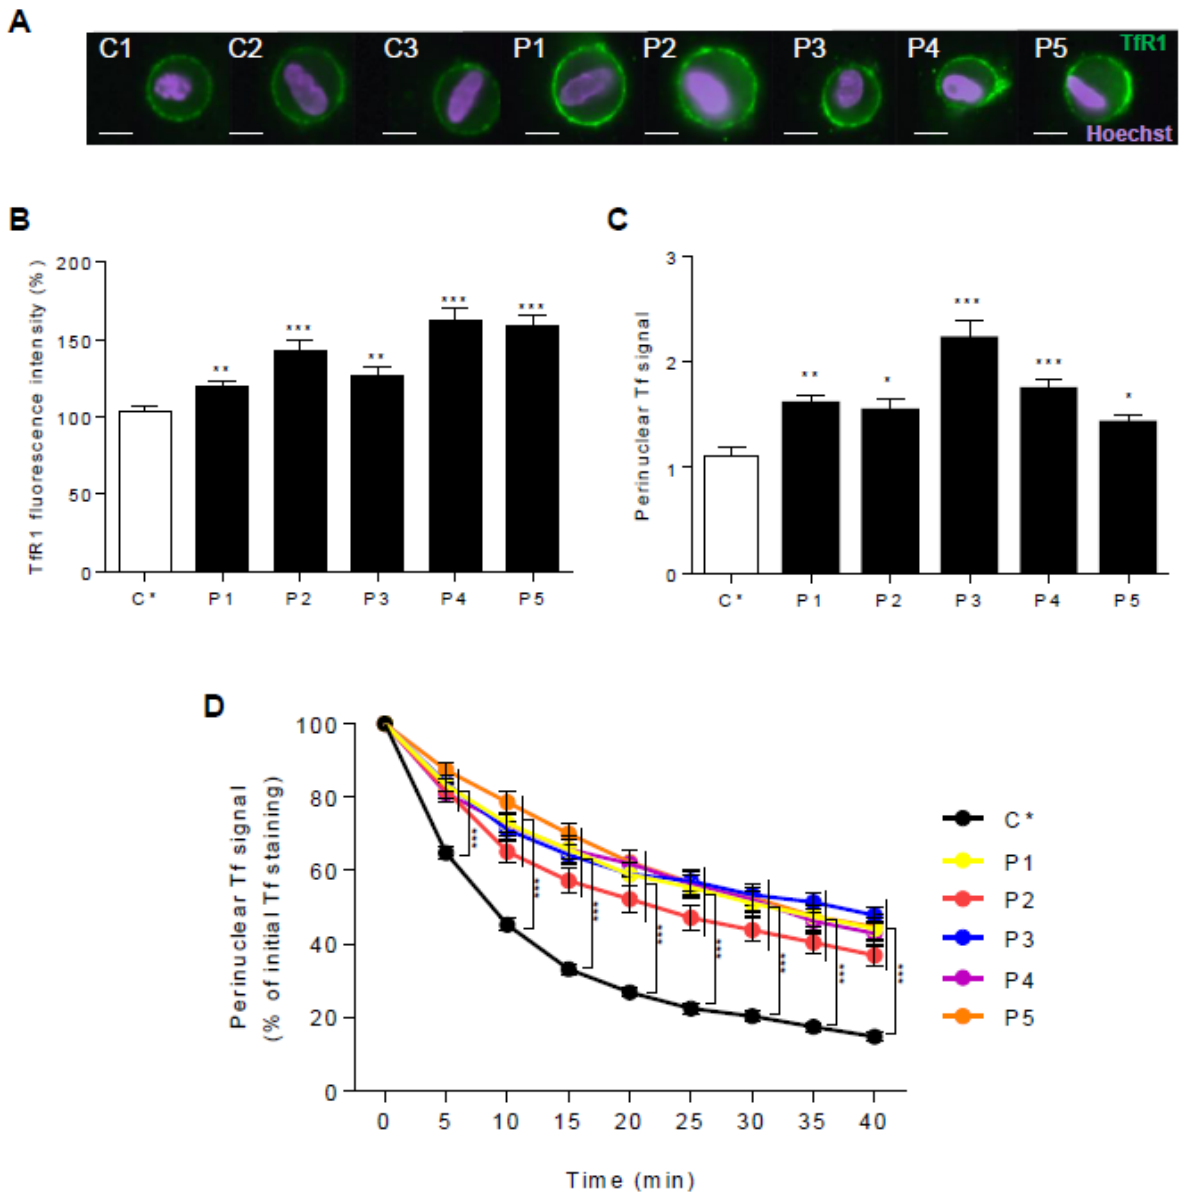 A
C1 C2 C3 P1 P2 P3 P4 P5 TfR1
Hoechst
B
TfR1 fluorescence intensity (%)
200
150
100
50
0
** *** ** *** ***
C* P1 P2 P3 P4 P5
C
Perinuclear Tf signal
3
2
1
0
** * *** *** *
C* P1 P2 P3 P4 P5
D
Perinuclear Tf signal
(% of initial Tf staining)
100
80
60
40
20
0
*** *** *** *** *** *** *** ***
0 5 10 15 20 25 30 35 40
Time (min)
C*
P1
P2
P3
P4
P5